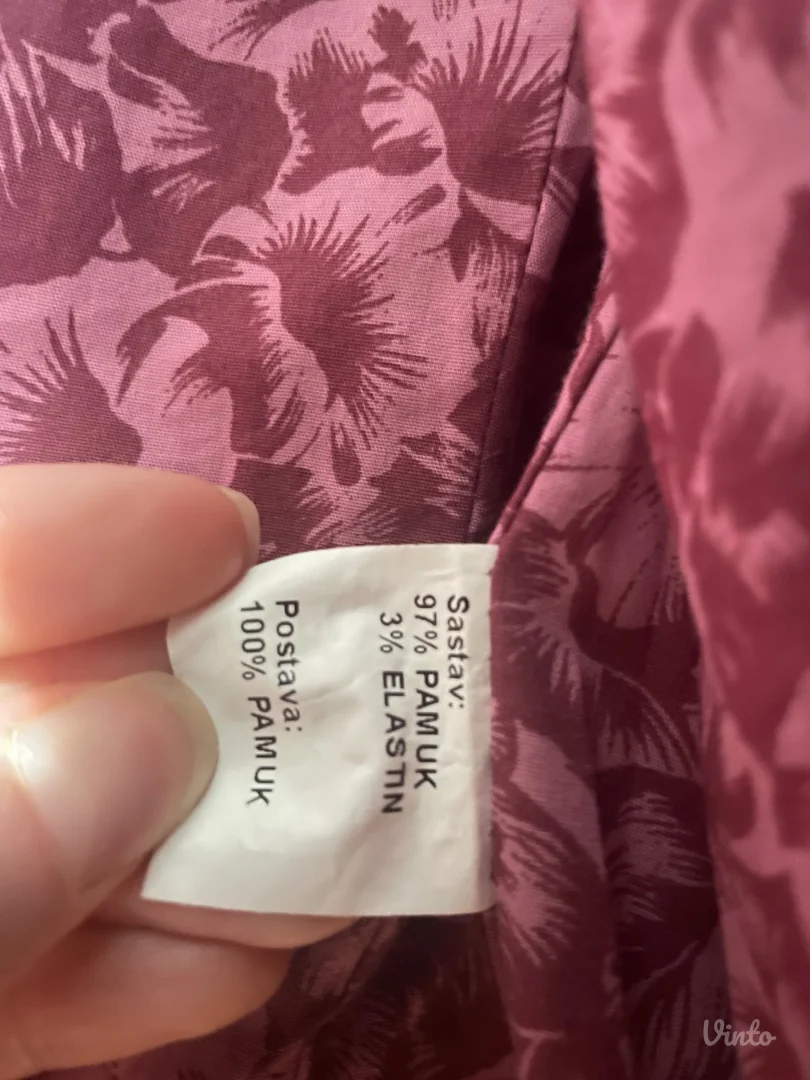 Sastav:
97% PAMUK
3% ELASTIN
Postava:
100% PAMUK
Vinto